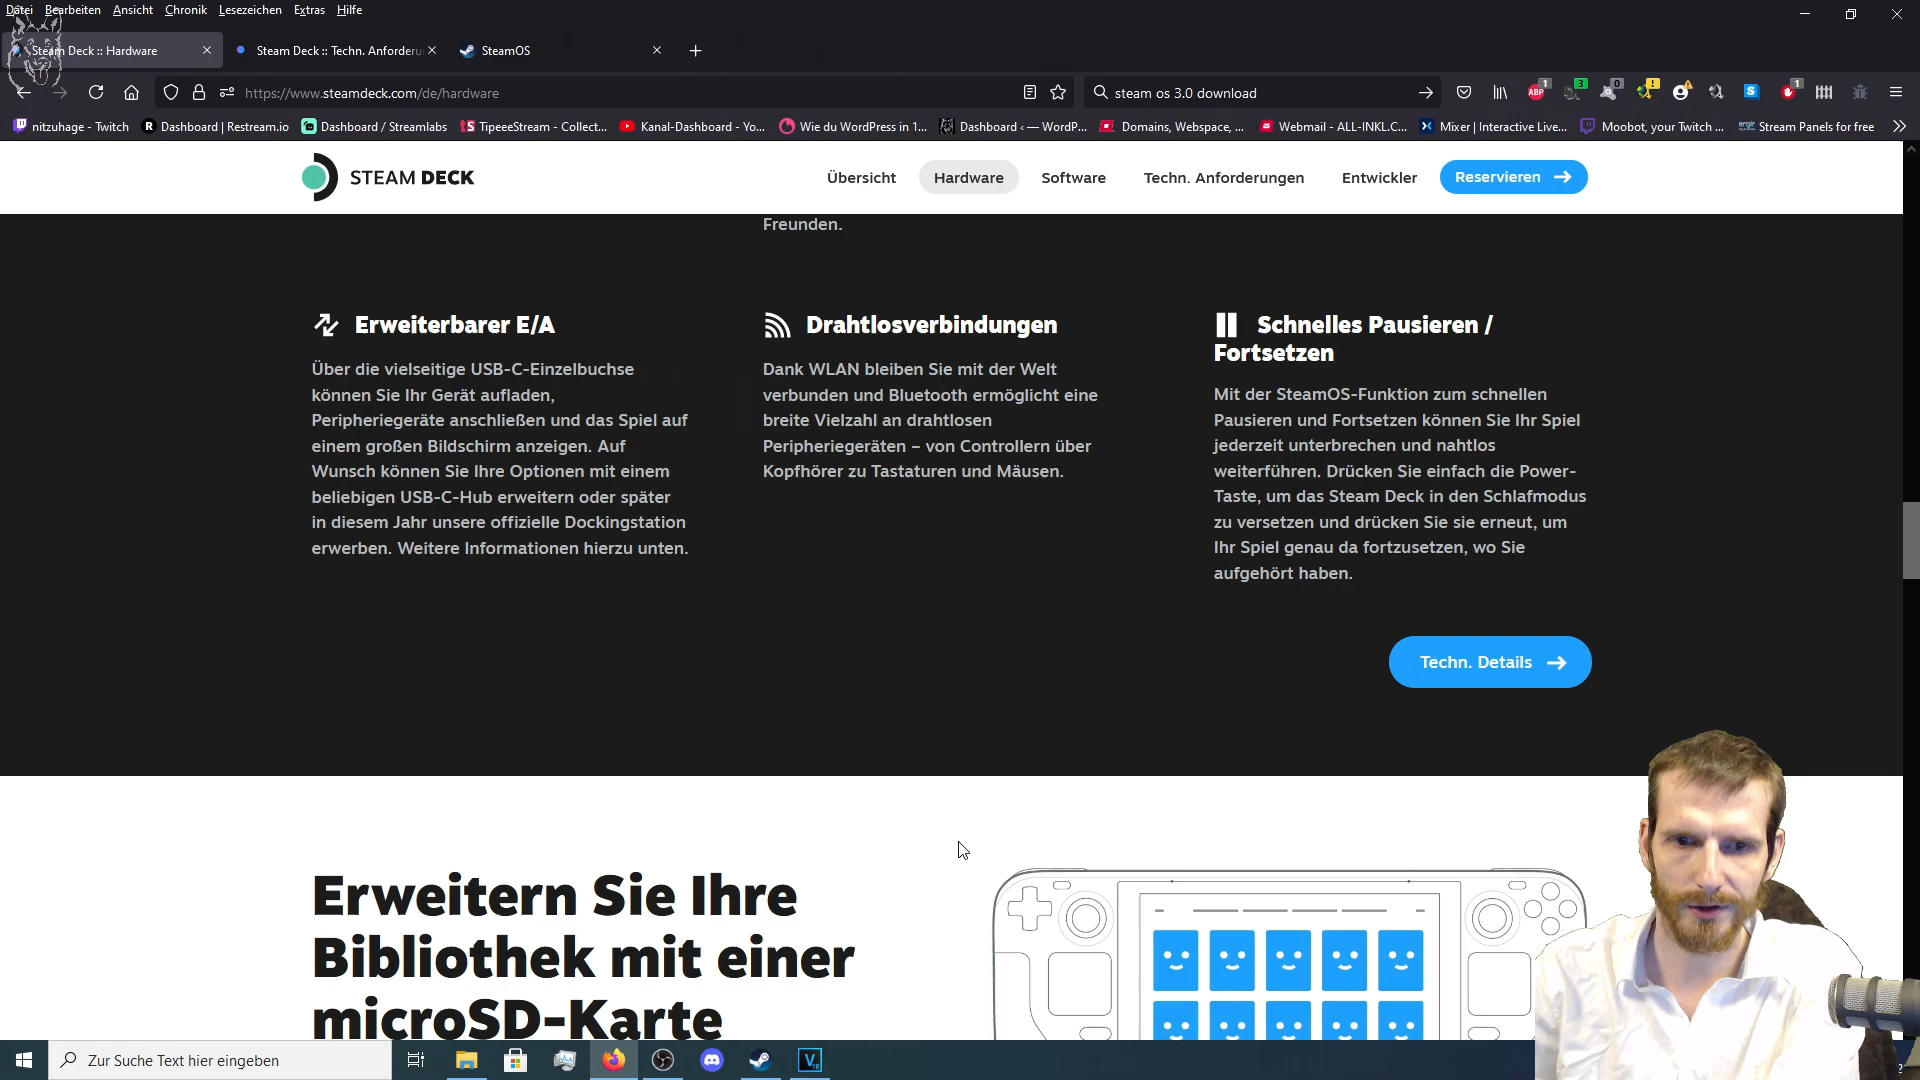 Datei Bearbeiten Ansicht Chronik Lesezeichen Extras Hilfe
Steam Deck :: Hardware
Steam Deck :: Techn. Anforderu
SteamOS
https://www.steamdeck.com/de/hardware
steam os 3.0 download
nitzuhage - Twitch
Dashboard | Restream.io
Dashboard / Streamlabs
TipeeeStream - Collect...
Kanal-Dashboard - Yo...
Wie du WordPress in 1...
Dashboard ‹ — WordP...
Domains, Webspace, ...
Webmail - ALL-INKL.C...
Mixer | Interactive Live...
Moobot, your Twitch ...
Stream Panels for free
STEAM DECK
Übersicht
Hardware
Software
Techn. Anforderungen
Entwickler
Reservieren
Freunden.
Erweiterbarer E/A
Über die vielseitige USB-C-Einzelbuchse
können Sie Ihr Gerät aufladen,
Peripheriegeräte anschließen und das Spiel auf
einem großen Bildschirm anzeigen. Auf
Wunsch können Sie Ihre Optionen mit einem
beliebigen USB-C-Hub erweitern oder später
in diesem Jahr unsere offizielle Dockingstation
erwerben. Weitere Informationen hierzu unten.
Drahtlosverbindungen
Dank WLAN bleiben Sie mit der Welt
verbunden und Bluetooth ermöglicht eine
breite Vielzahl an drahtlosen
Peripheriegeräten – von Controllern über
Kopfhörer zu Tastaturen und Mäusen.
Schnelles Pausieren /
Fortsetzen
Mit der SteamOS-Funktion zum schnellen
Pausieren und Fortsetzen können Sie Ihr Spiel
jederzeit unterbrechen und nahtlos
weiterführen. Drücken Sie einfach die Power-
Taste, um das Steam Deck in den Schlafmodus
zu versetzen und drücken Sie sie erneut, um
Ihr Spiel genau da fortzusetzen, wo Sie
aufgehört haben.
Techn. Details
Erweitern Sie Ihre
Bibliothek mit einer
microSD-Karte
Zur Suche Text hier eingeben